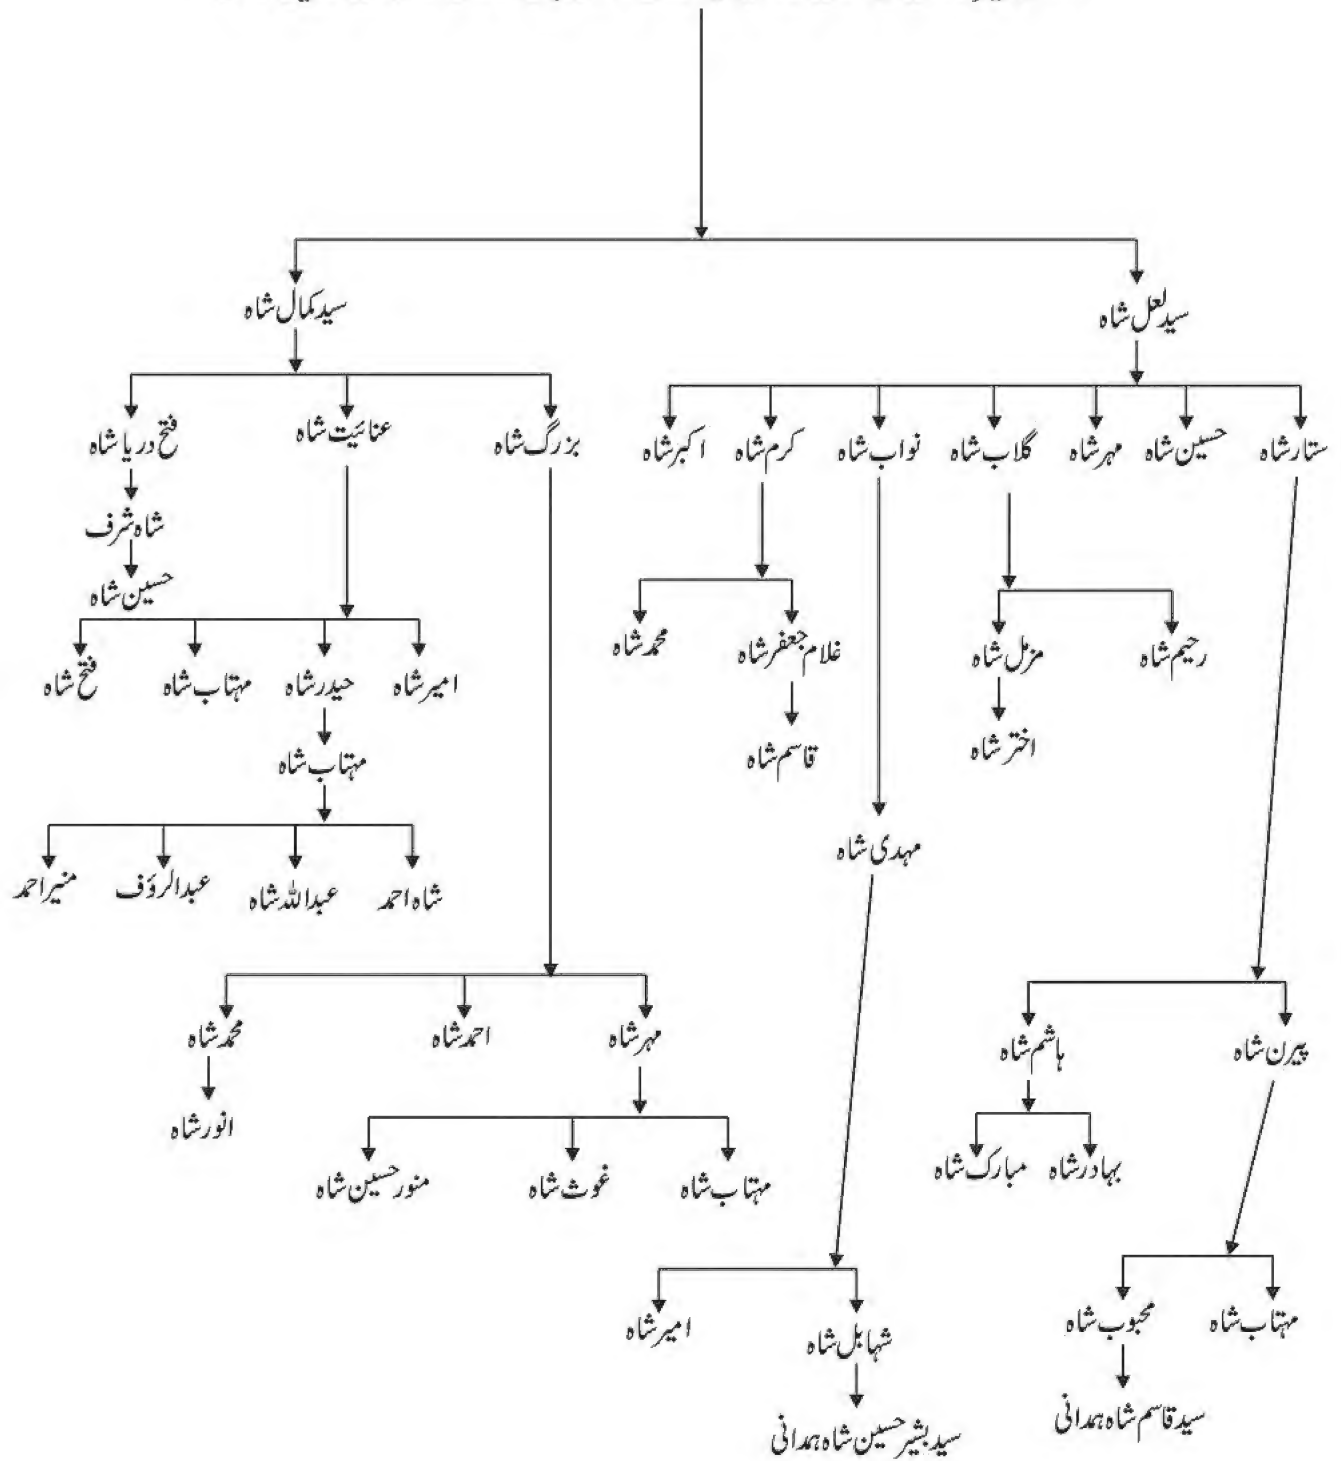 سید لعل شاہ
سید کمال شاہ
ستار شاہ حسین شاہ مہر شاہ گلاب شاہ نواب شاہ کرم شاہ اکبر شاہ
بزرگ شاہ عنائیت شاہ فتح دریا شاہ
شاہ شرف
حسین شاہ
رحیم شاہ مزمل شاہ غلام جعفر شاہ محمد شاہ
امیر شاہ حیدر شاہ مہتاب شاہ فتح شاہ
اختر شاہ قاسم شاہ مہتاب شاہ
مہدی شاہ
شاہ احمد عبداللہ شاہ عبدالرؤف منیر احمد
پیرن شاہ ہاشم شاہ مہر شاہ احمد شاہ محمد شاہ
انور شاہ
بہادر شاہ مبارک شاہ مہتاب شاہ غوث شاہ منور حسین شاہ
مہتاب شاہ محبوب شاہ شہابل شاہ امیر شاہ
سید قاسم شاہ ہمدانی سید بشیر حسین شاہ ہمدانی